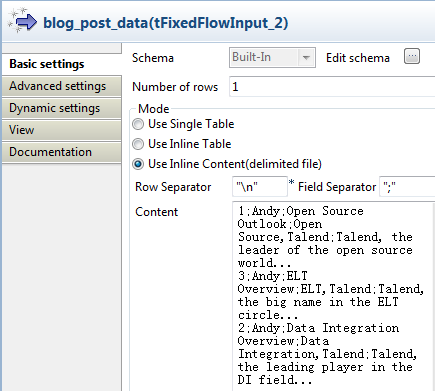 blog_post_data(tFixedFlowInput_2)
Basic settings
Advanced settings
Dynamic settings
View
Documentation
Schema Built-In Edit schema ...
Number of rows 1
Mode
Use Single Table
Use Inline Table
Use Inline Content(delimited file)
Row Separator "\n" * Field Separator ";"
Content
1;Andy;Open Source
Outlook;Open
Source,Talend;Talend, the
leader of the open source
world...
3;Andy;ELT
Overview;ELT,Talend;Talend,
the big name in the ELT
circle...
2;Andy;Data Integration
Overview;Data
Integration,Talend;Talend,
the leading player in the
DI field...